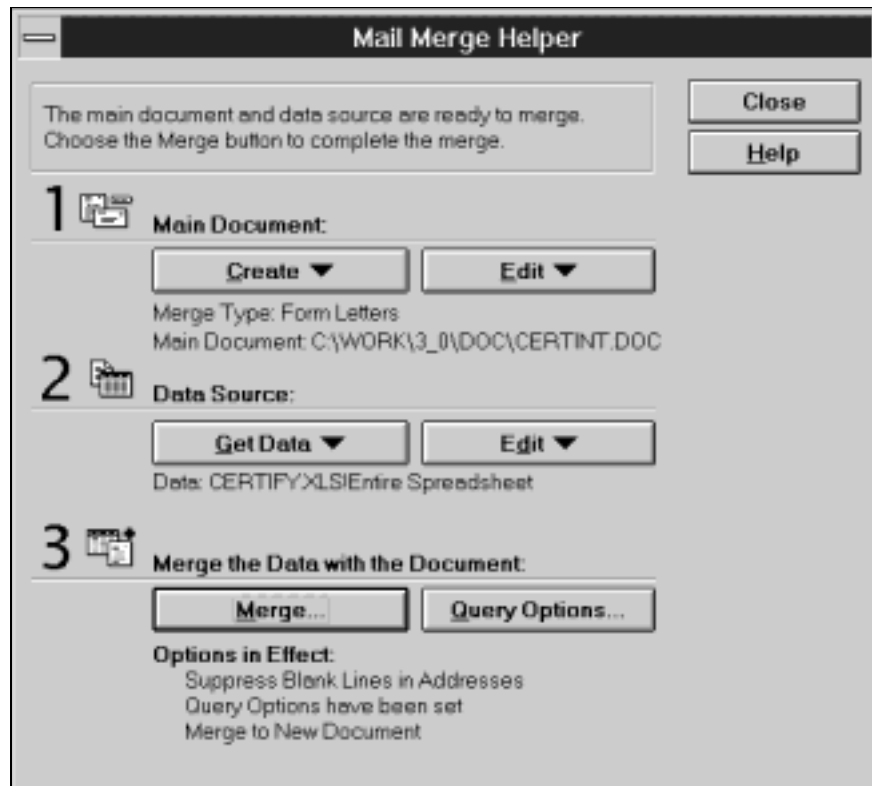 Mail Merge Helper
The main document and data source are ready to merge.
Choose the Merge button to complete the merge.
Close
Help
1
Main Document:
Create
Edit
Merge Type: Form Letters
Main Document: C:\WORK\3_0\DOC\CERTINT.DOC
2
Data Source:
Get Data
Edit
Data: CERTIFY.XLS!Entire Spreadsheet
3
Merge the Data with the Document:
Merge...
Query Options...
Options in Effect:
Suppress Blank Lines in Addresses
Query Options have been set
Merge to New Document